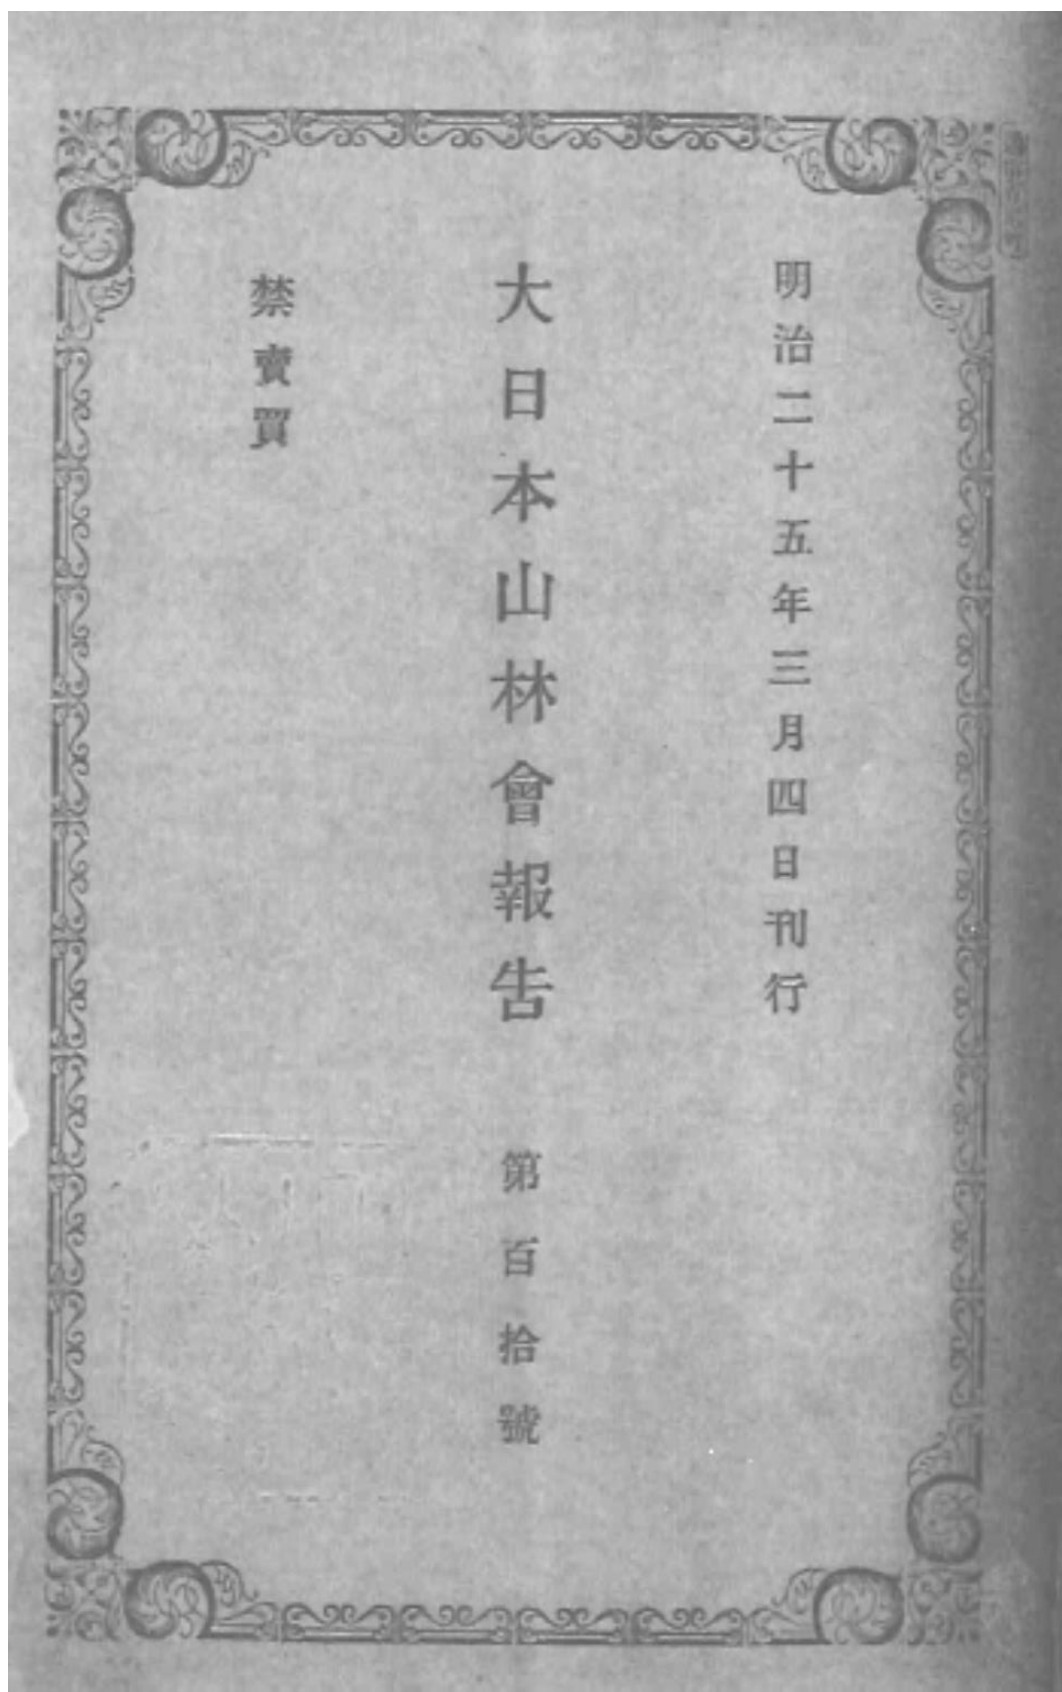 明治二十五年三月四日刊行
大日本山林會報告 第百拾號
禁賣買